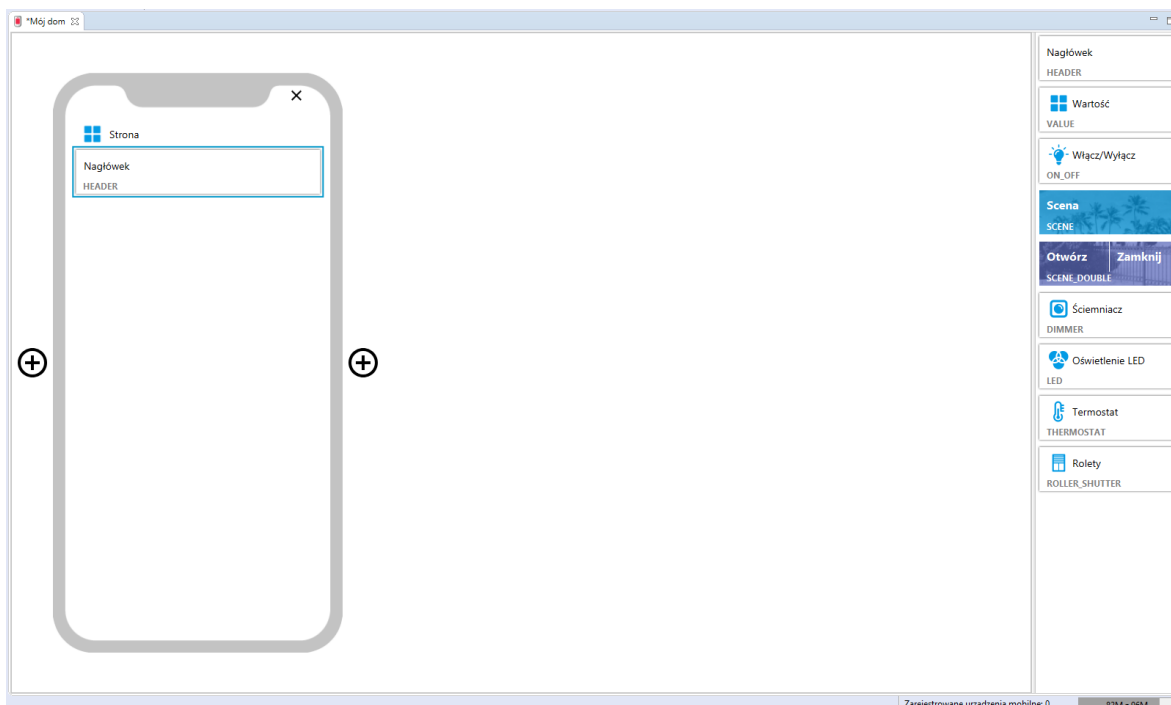 *Mój dom
Strona
Nagłówek
HEADER
Nagłówek
HEADER
Wartość
VALUE
Włącz/Wyłącz
ON_OFF
Scena
SCENE
Otwórz Zamknij
SCENE_DOUBLE
Ściemniacz
DIMMER
Oświetlenie LED
LED
Termostat
THERMOSTAT
Rolety
ROLLER_SHUTTER
Zarejestrowane urządzenia mobilne: 0